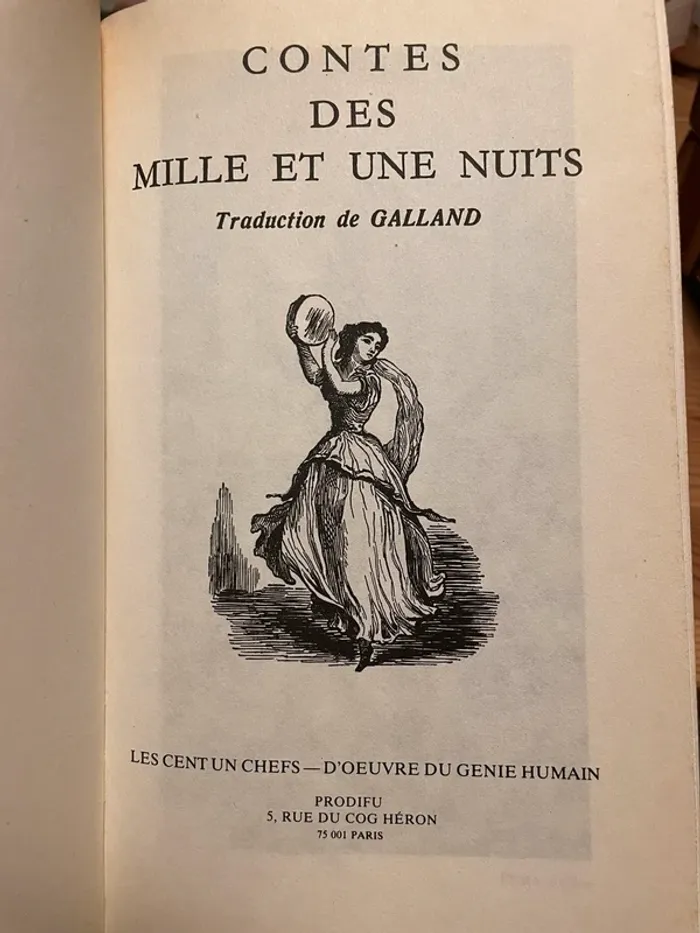 CONTES
DES
MILLE ET UNE NUITS
Traduction de GALLAND
LES CENT UN CHEFS — D'OEUVRE DU GENIE HUMAIN
PRODIFU
5, RUE DU COG HÉRON
75 001 PARIS